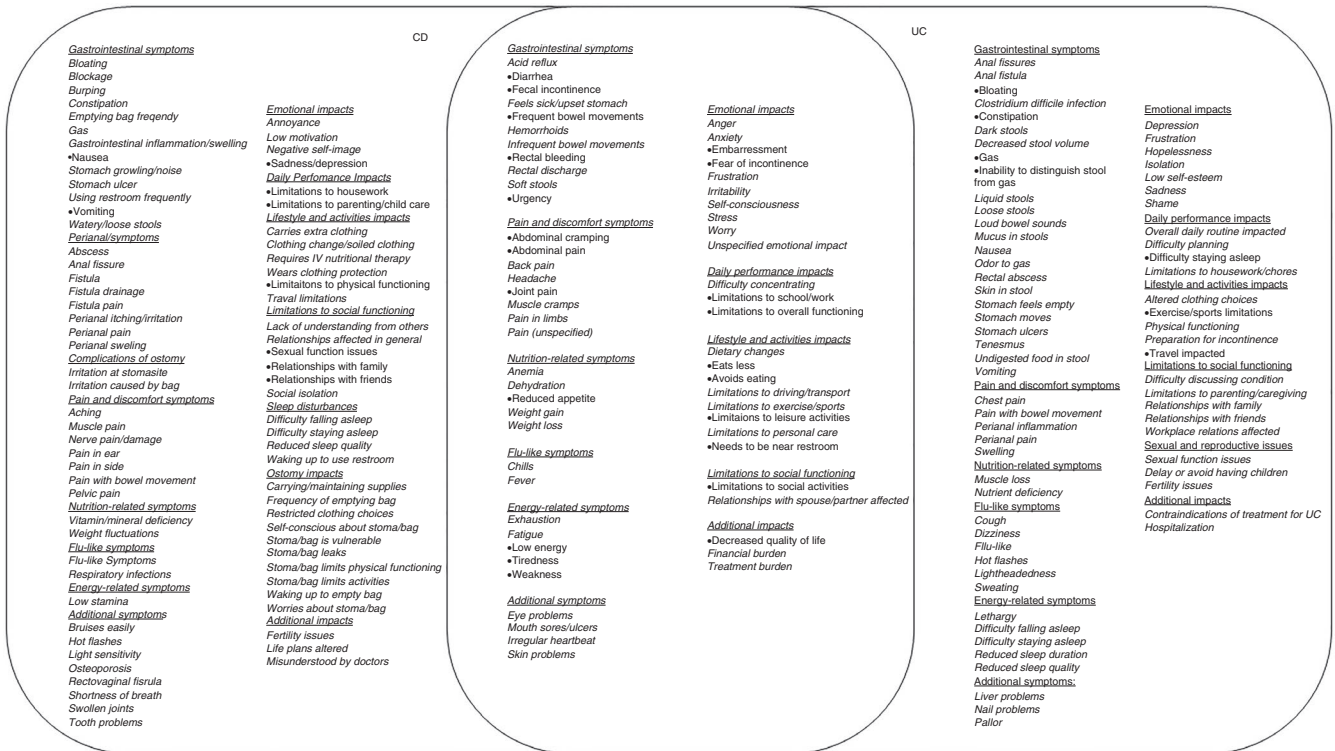 CD
Gastrointestinal symptoms
Bloating
Blockage
Burping
Constipation
Emptying bag freqendy
Gas
Gastrointestinal inflammation/swelling
•Nausea
Stomach growling/noise
Stomach ulcer
Using restroom frequently
•Vomiting
Watery/loose stools
Perianal/symptoms
Abscess
Anal fissure
Fistula
Fistula drainage
Fistula pain
Perianal itching/irritation
Perianal pain
Perianal sweling
Complications of ostomy
Irritation at stomasite
Irritation caused by bag
Pain and discomfort symptoms
Aching
Muscle pain
Nerve pain/damage
Pain in ear
Pain in side
Pain with bowel movement
Pelvic pain
Nutrition-related symptoms
Vitamin/mineral deficiency
Weight fluctuations
Flu-like symptoms
Flu-like Symptoms
Respiratory infections
Energy-related symptoms
Low stamina
Additional symptoms
Bruises easily
Hot flashes
Light sensitivity
Osteoporosis
Rectovaginal fisrula
Shortness of breath
Swollen joints
Tooth problems
Emotional impacts
Annoyance
Low motivation
Negative self-image
•Sadness/depression
Daily Perfomance Impacts
•Limitations to housework
•Limitations to parenting/child care
Lifestyle and activities impacts
Carries extra clothing
Clothing change/soiled clothing
Requires IV nutritional therapy
Wears clothing protection
•Limitaitons to physical functioning
Traval limitations
Limitations to social functioning
Lack of understanding from others
Relationships affected in general
•Sexual function issues
•Relationships with family
•Relationships with friends
Social isolation
Sleep disturbances
Difficulty falling asleep
Difficulty staying asleep
Reduced sleep quality
Waking up to use restroom
Ostomy impacts
Carrying/maintaining supplies
Frequency of emptying bag
Restricted clothing choices
Self-conscious about stoma/bag
Stoma/bag is vulnerable
Stoma/bag leaks
Stoma/bag limits physical functioning
Stoma/bag limits activities
Waking up to empty bag
Worries about stoma/bag
Additional impacts
Fertility issues
Life plans altered
Misunderstood by doctors
Gastrointestinal symptoms
Acid reflux
•Diarrhea
•Fecal incontinence
Feels sick/upset stomach
•Frequent bowel movements
Hemorrhoids
Infrequent bowel movements
•Rectal bleeding
Rectal discharge
Soft stools
•Urgency
Pain and discomfort symptoms
•Abdominal cramping
•Abdominal pain
Back pain
Headache
•Joint pain
Muscle cramps
Pain in limbs
Pain (unspecified)
Nutrition-related symptoms
Anemia
Dehydration
•Reduced appetite
Weight gain
Weight loss
Flu-like symptoms
Chills
Fever
Energy-related symptoms
Exhaustion
Fatigue
•Low energy
•Tiredness
•Weakness
Additional symptoms
Eye problems
Mouth sores/ulcers
Irregular heartbeat
Skin problems
Emotional impacts
Anger
Anxiety
•Embarressment
•Fear of incontinence
Frustration
Irritability
Self-consciousness
Stress
Worry
Unspecified emotional impact
Daily performance impacts
Difficulty concentrating
•Limitations to school/work
•Limitations to overall functioning
Lifestyle and activities impacts
Dietary changes
•Eats less
•Avoids eating
Limitations to driving/transport
Limitations to exercise/sports
•Limitaions to leisure activities
Limitations to personal care
•Needs to be near restroom
Limitations to social functioning
•Limitations to social activities
Relationships with spouse/partner affected
Additional impacts
•Decreased quality of life
Financial burden
Treatment burden
UC
Gastrointestinal symptoms
Anal fissures
Anal fistula
•Bloating
Clostridium difficile infection
•Constipation
Dark stools
Decreased stool volume
•Gas
•Inability to distinguish stool
from gas
Liquid stools
Loose stools
Loud bowel sounds
Mucus in stools
Nausea
Odor to gas
Rectal abscess
Skin in stool
Stomach feels empty
Stomach moves
Stomach ulcers
Tenesmus
Undigested food in stool
Vomiting
Pain and discomfort symptoms
Chest pain
Pain with bowel movement
Perianal inflammation
Perianal pain
Swelling
Nutrition-related symptoms
Muscle loss
Nutrient deficiency
Flu-like symptoms
Cough
Dizziness
Fllu-like
Hot flashes
Lightheadedness
Sweating
Energy-related symptoms
Lethargy
Difficulty falling asleep
Difficulty staying asleep
Reduced sleep duration
Reduced sleep quality
Additional symptoms:
Liver problems
Nail problems
Pallor
Emotional impacts
Depression
Frustration
Hopelessness
Isolation
Low self-esteem
Sadness
Shame
Daily performance impacts
Overall daily routine impacted
Difficulty planning
•Difficulty staying asleep
Limitations to housework/chores
Lifestyle and activities impacts
Altered clothing choices
•Exercise/sports limitations
Physical functioning
Preparation for incontinence
•Travel impacted
Limitations to social functioning
Difficulty discussing condition
Limitations to parenting/caregiving
Relationships with family
Relationships with friends
Workplace relations affected
Sexual and reproductive issues
Sexual function issues
Delay or avoid having children
Fertility issues
Additional impacts
Contraindications of treatment for UC
Hospitalization